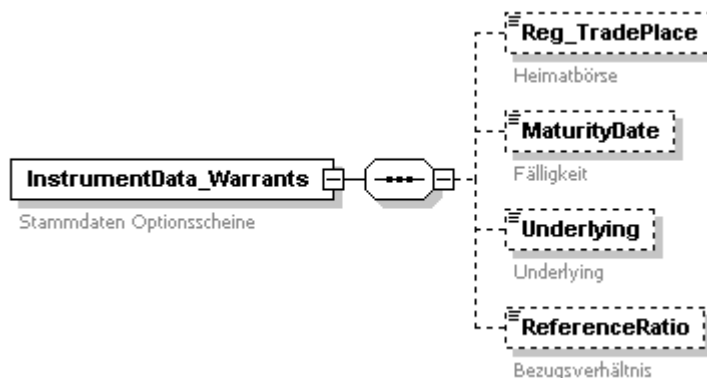 Reg_TradePlace
Heimatbörse
MaturityDate
Fälligkeit
InstrumentData_Warrants
Stammdaten Optionsscheine
Underlying
Underlying
ReferenceRatio
Bezugsverhältnis